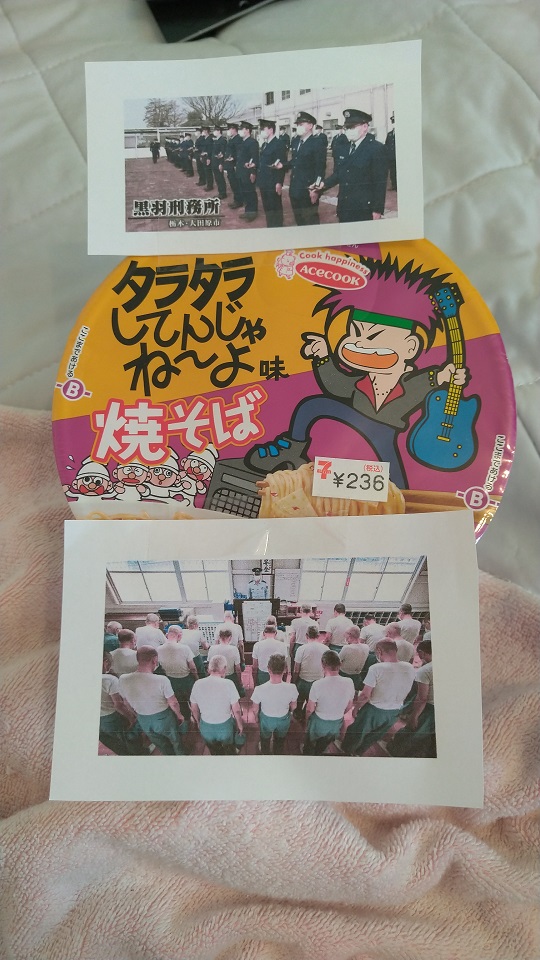 黒羽刑務所
栃木・大田原市
Cook happiness
Acecook
タラタラ
してんじゃ
ね〜よ味
焼そば
ここまであける
B
ここまであける
B
7
(税込)
¥236